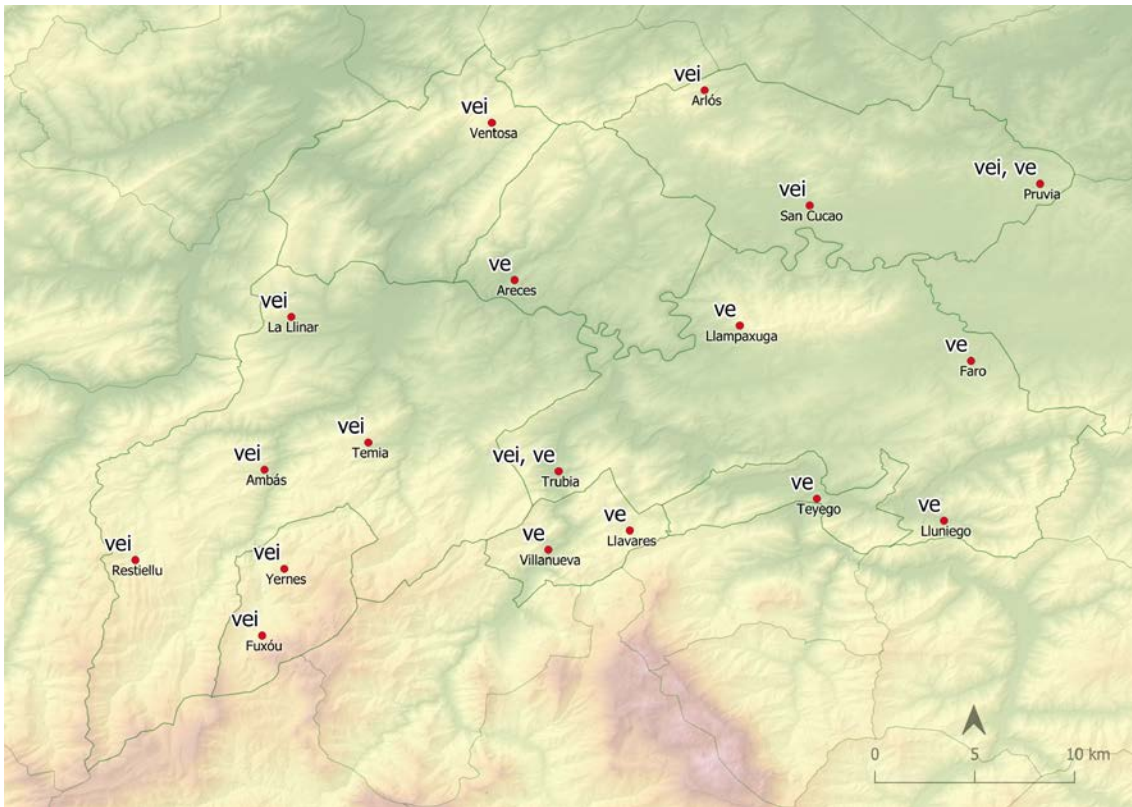 vei
Arlós
vei
Ventosa
vei, ve
Pruvia
vei
San Cucao
ve
Areces
vei
La Llinar
ve
Llampaxuga
ve
Faro
vei
Temia
vei
Ambás
vei, ve
Trubia
ve
Teyego
ve
Lluniego
ve
Llavares
ve
Villanueva
vei
Restiellu
vei
Yernes
vei
Fuxóu
0 5 10 km